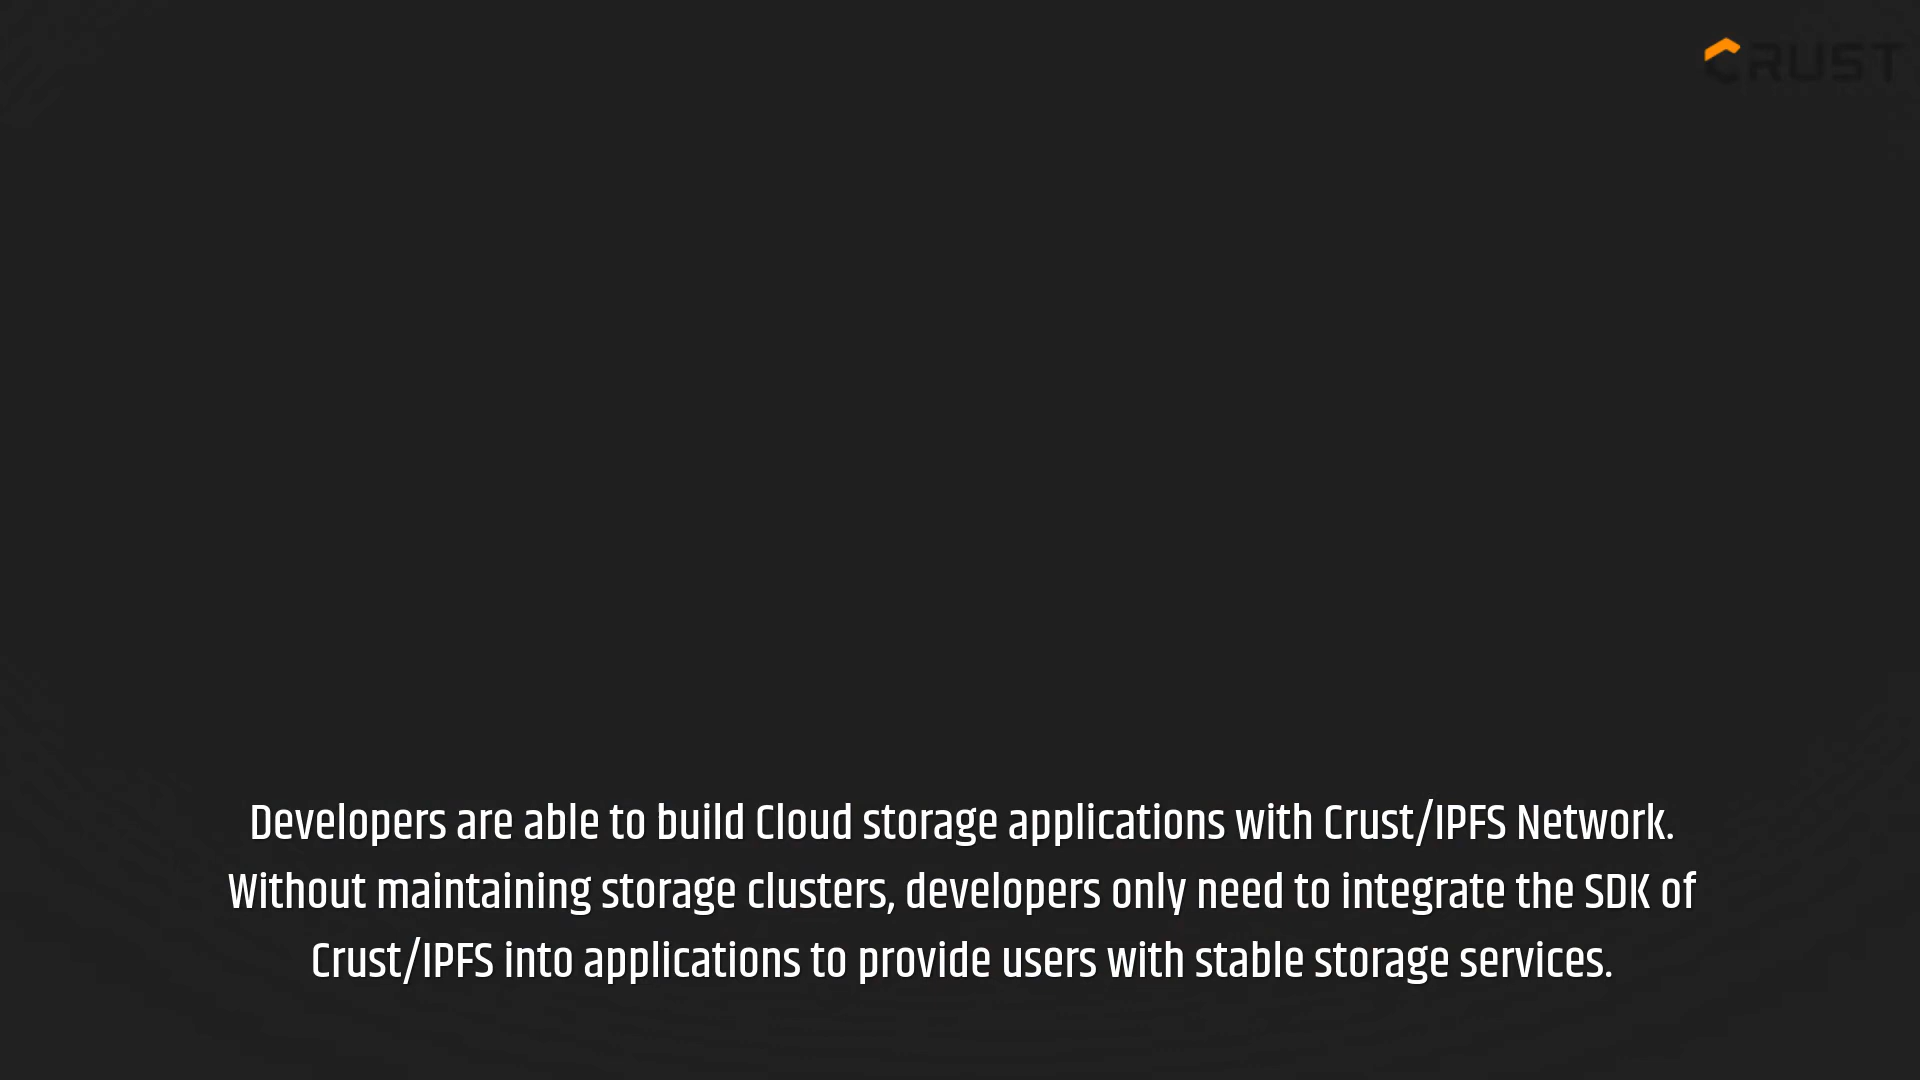 CRUST
Developers are able to build Cloud storage applications with Crust/IPFS Network.
Without maintaining storage clusters, developers only need to integrate the SDK of
Crust/IPFS into applications to provide users with stable storage services.